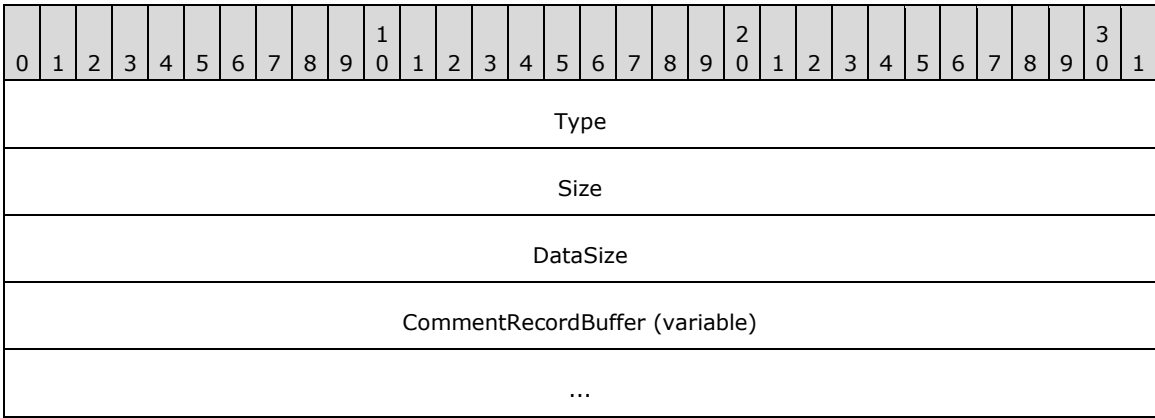 0 1 2 3 4 5 6 7 8 9 1 0 1 2 3 4 5 6 7 8 9 2 0 1 2 3 4 5 6 7 8 9 3 0 1
Type
Size
DataSize
CommentRecordBuffer (variable)
...